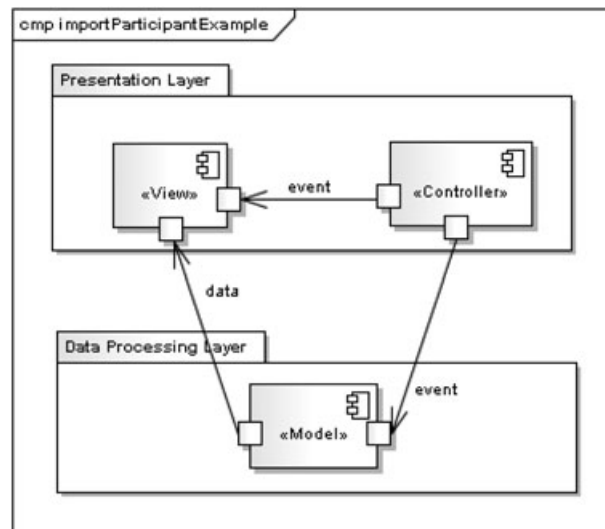 cmp importParticipantExample
Presentation Layer
«View»
event
«Controller»
data
Data Processing Layer
event
«Model»